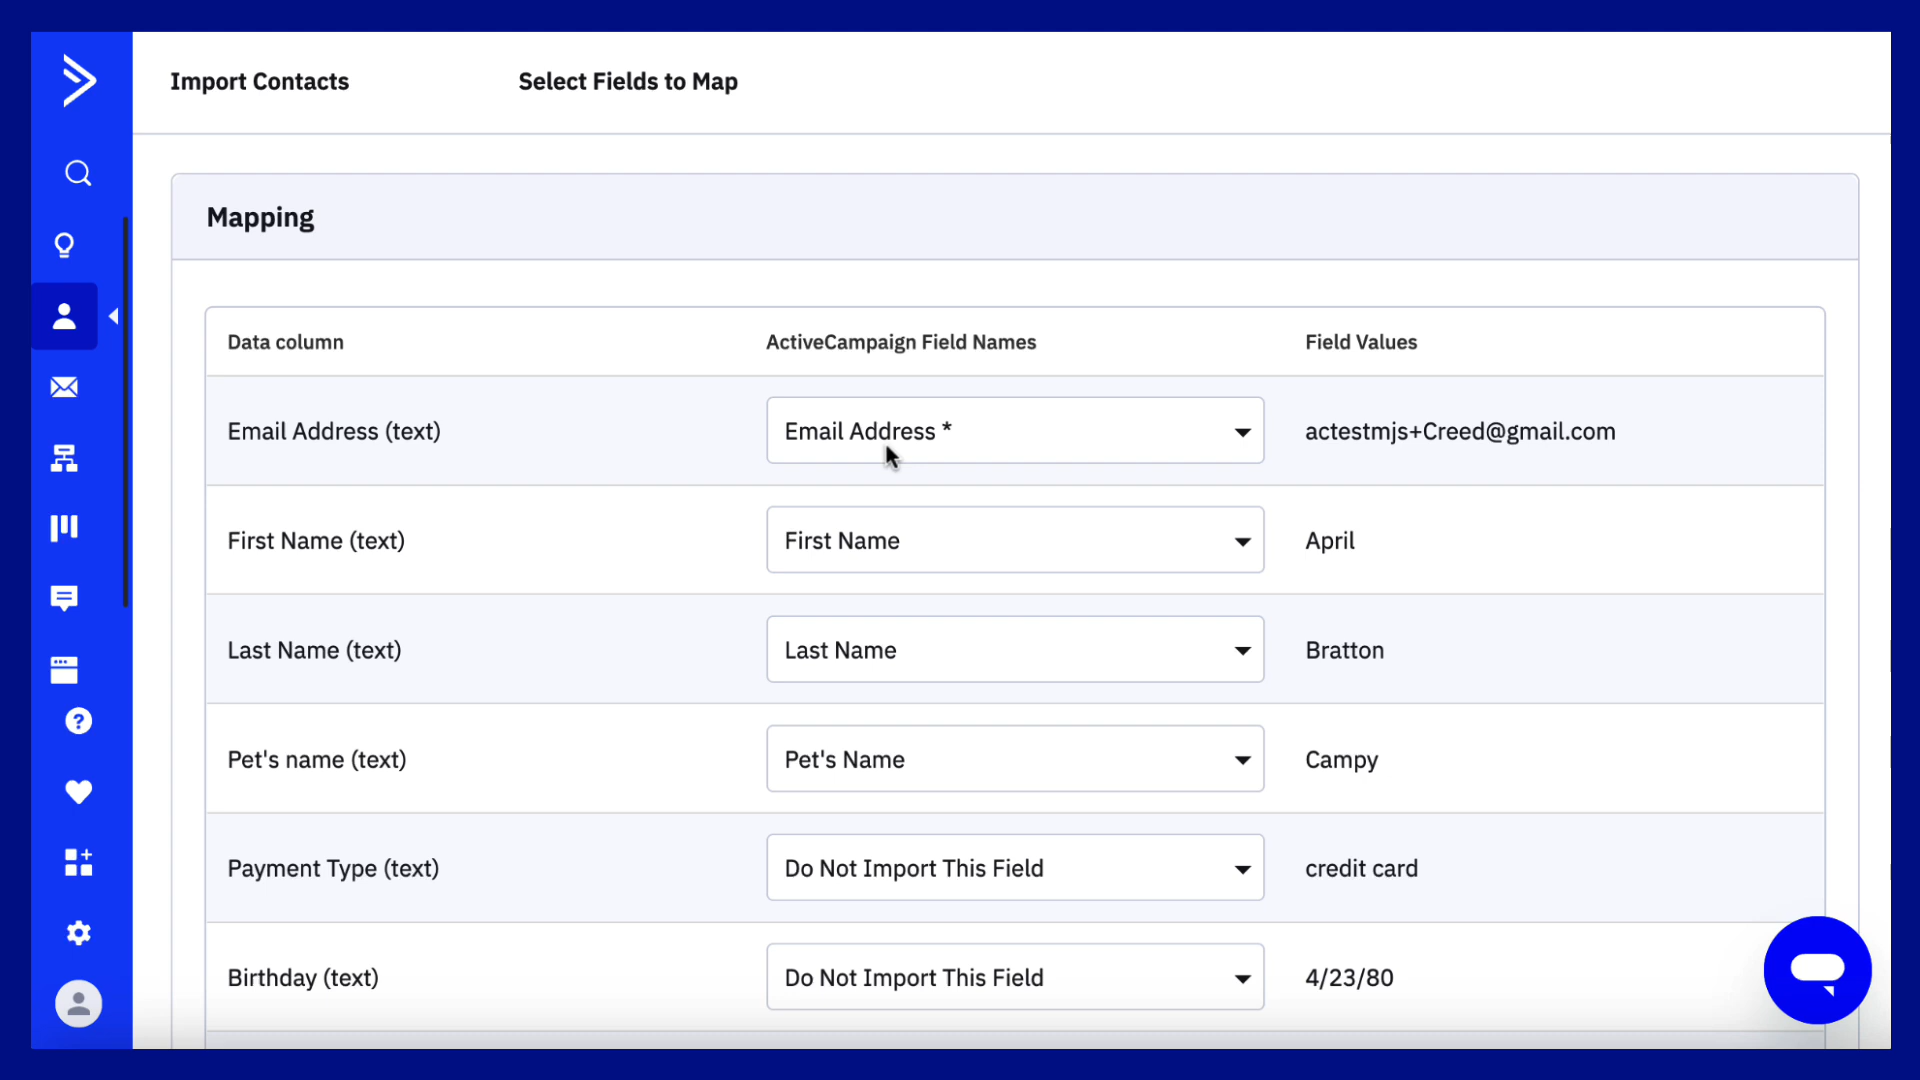 Import Contacts Select Fields to Map
Mapping
Data column ActiveCampaign Field Names Field Values
Email Address (text) Email Address * actestmjs+Creed@gmail.com
First Name (text) First Name April
Last Name (text) Last Name Bratton
Pet's name (text) Pet's Name Campy
Payment Type (text) Do Not Import This Field credit card
Birthday (text) Do Not Import This Field 4/23/80